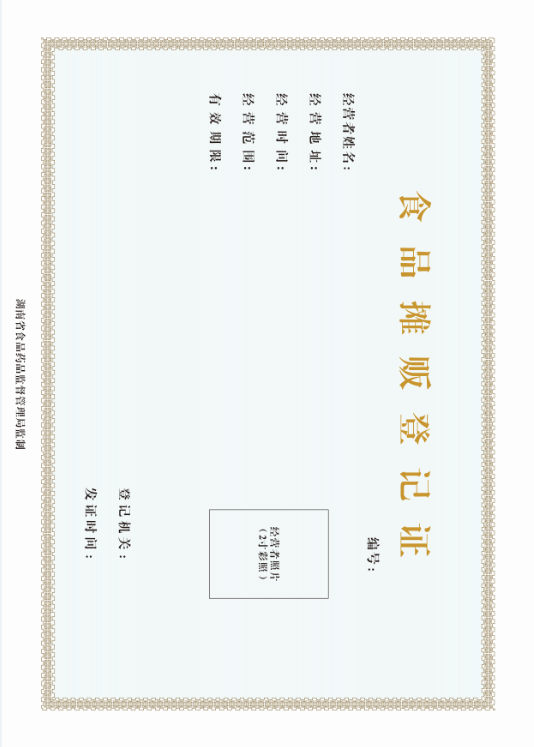 食品摊贩登记证
编号：
经营者姓名：
经营地址：
经营时间：
经营范围：
有效期限：
经营者照片
（2寸彩照）
登记机关：
发证时间：
湖南省食品药品监督管理局监制